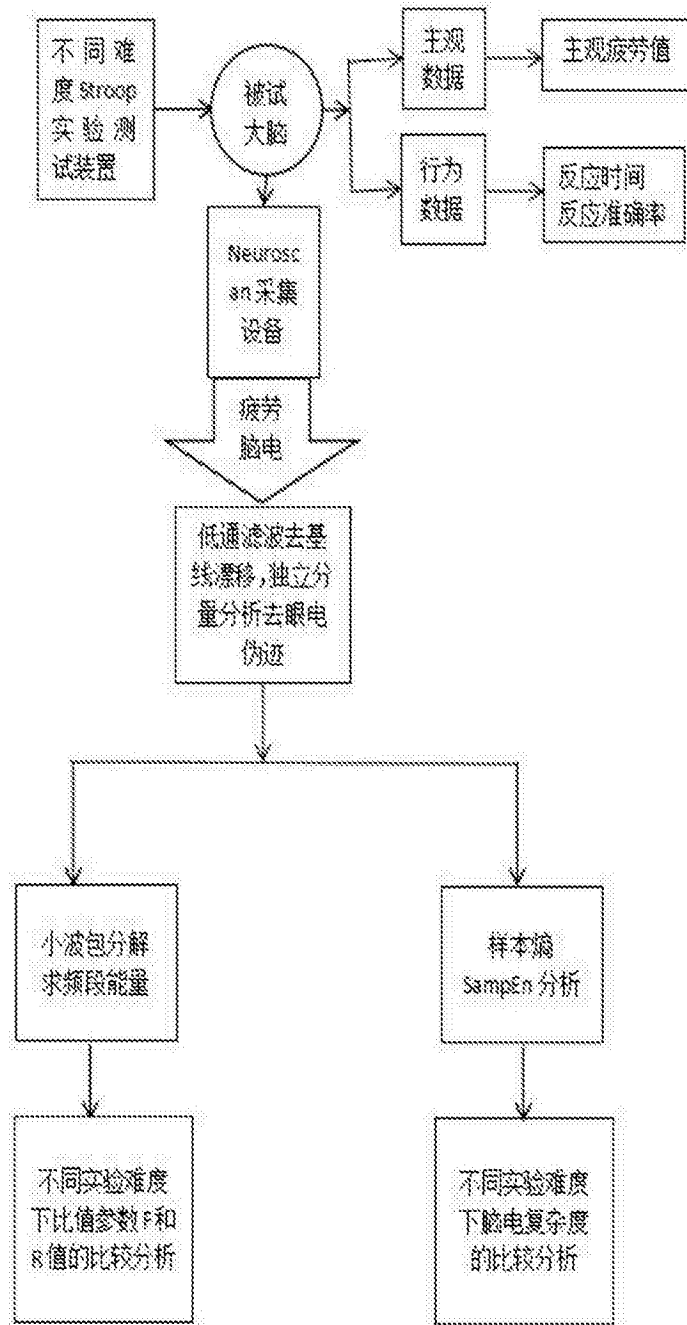 不同难
度Stroop
实验测
试装置
被试
大脑
主观
数据
主观疲劳值
行为
数据
反应时间
反应准确率
Neurosc
an采集
设备
疲劳
脑电
低通滤波去基
线漂移,独立分
量分析去眼电
伪迹
小波包分解
求频段能量
样本熵
SampEn分析
不同实验难度
下比值参数F和
R值的比较分析
不同实验难度
下脑电复杂度
的比较分析